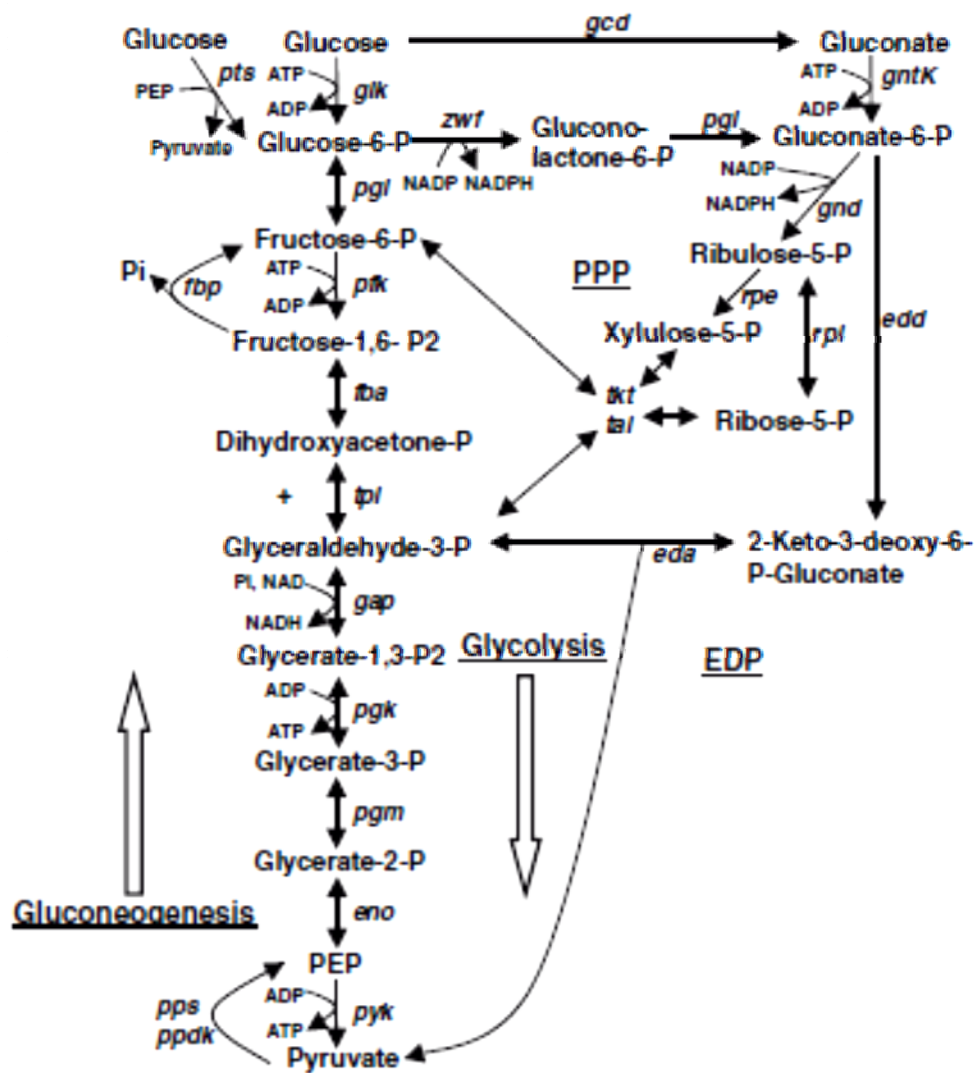 Glucose
Glucose
gcd
Gluconate
PEP
pts
ATP
glk
ADP
ATP
gntK
ADP
Pyruvate
Glucose-6-P
zwf
Glucono-
lactone-6-P
pgl
Gluconate-6-P
NADP NADPH
NADP
NADPH
gnd
pgI
Fructose-6-P
Ribulose-5-P
Pi
fbp
ATP
pfk
ADP
PPP
rpe
edd
Fructose-1,6- P2
Xylulose-5-P
rpI
fba
tkt
tal
Ribose-5-P
Dihydroxyacetone-P
+
tpI
Glyceraldehyde-3-P
eda
2-Keto-3-deoxy-6-
P-Gluconate
PI, NAD
gap
NADH
Glycerate-1,3-P2
Glycolysis
EDP
ADP
pgk
ATP
Glycerate-3-P
pgm
Glycerate-2-P
Gluconeogenesis
eno
PEP
pps
ppdk
ADP
pyk
ATP
Pyruvate